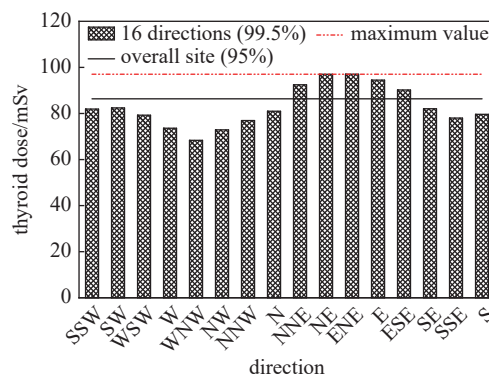 120
16 directions (99.5%) maximum value
overall site (95%)
100
80
60
40
20
0
thyroid dose/mSv
SSW SW WSW W WNW NW NNW N NNE NE ENE E ESE SE SSE S
direction